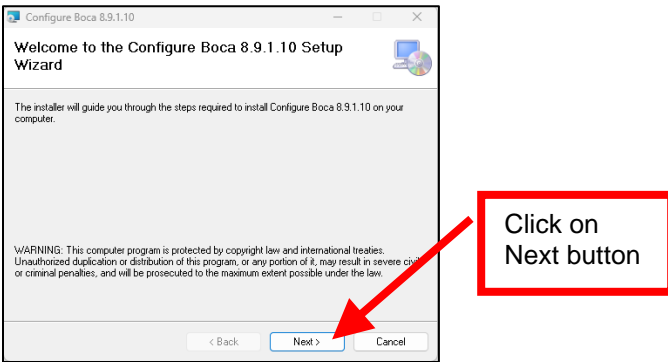 Configure Boca 8.9.1.10
Welcome to the Configure Boca 8.9.1.10 Setup
Wizard
The installer will guide you through the steps required to install Configure Boca 8.9.1.10 on your
computer.
WARNING: This computer program is protected by copyright law and international treaties.
Unauthorized duplication or distribution of this program, or any portion of it, may result in severe civil
or criminal penalties, and will be prosecuted to the maximum extent possible under the law.
< Back
Next >
Cancel
Click on
Next button